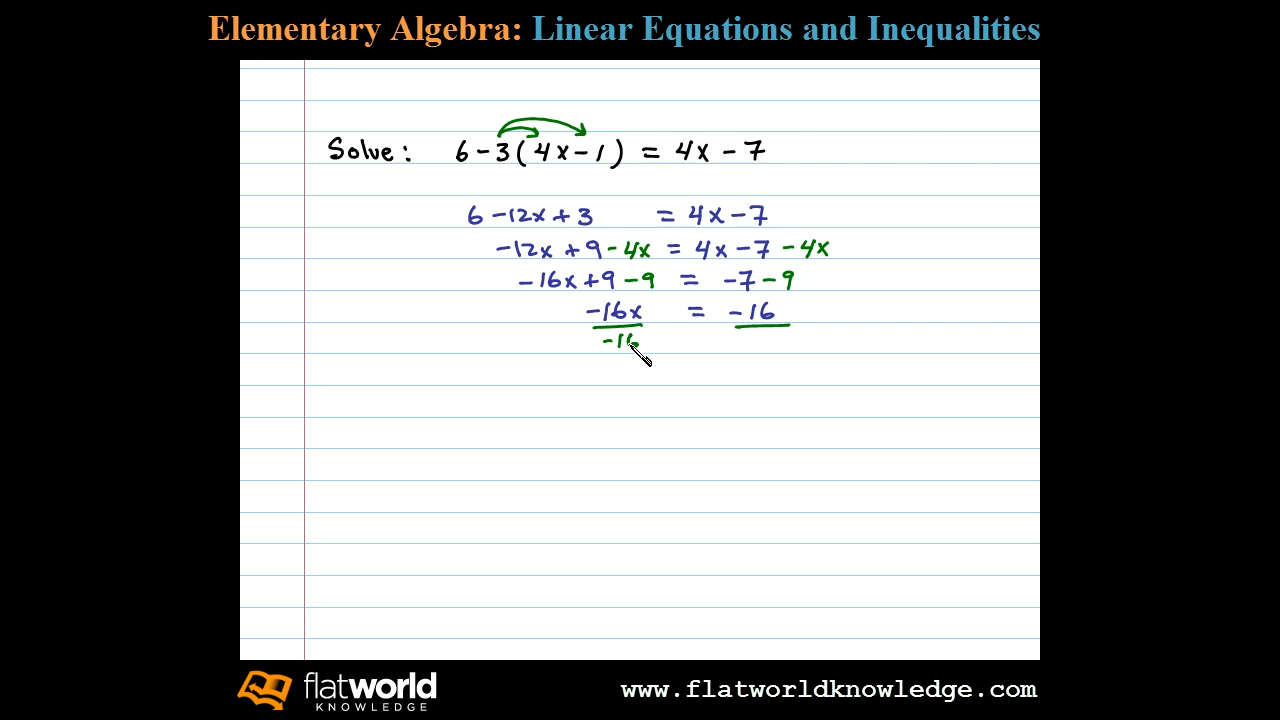 Elementary Algebra: Linear Equations and Inequalities
Solve: 6 - 3(4x - 1) = 4x - 7
6 - 12x + 3 = 4x - 7
-12x + 9 - 4x = 4x - 7 - 4x
-16x + 9 - 9 = -7 - 9
-16x = -16
-16
flatworld
KNOWLEDGE
www.flatworldknowledge.com